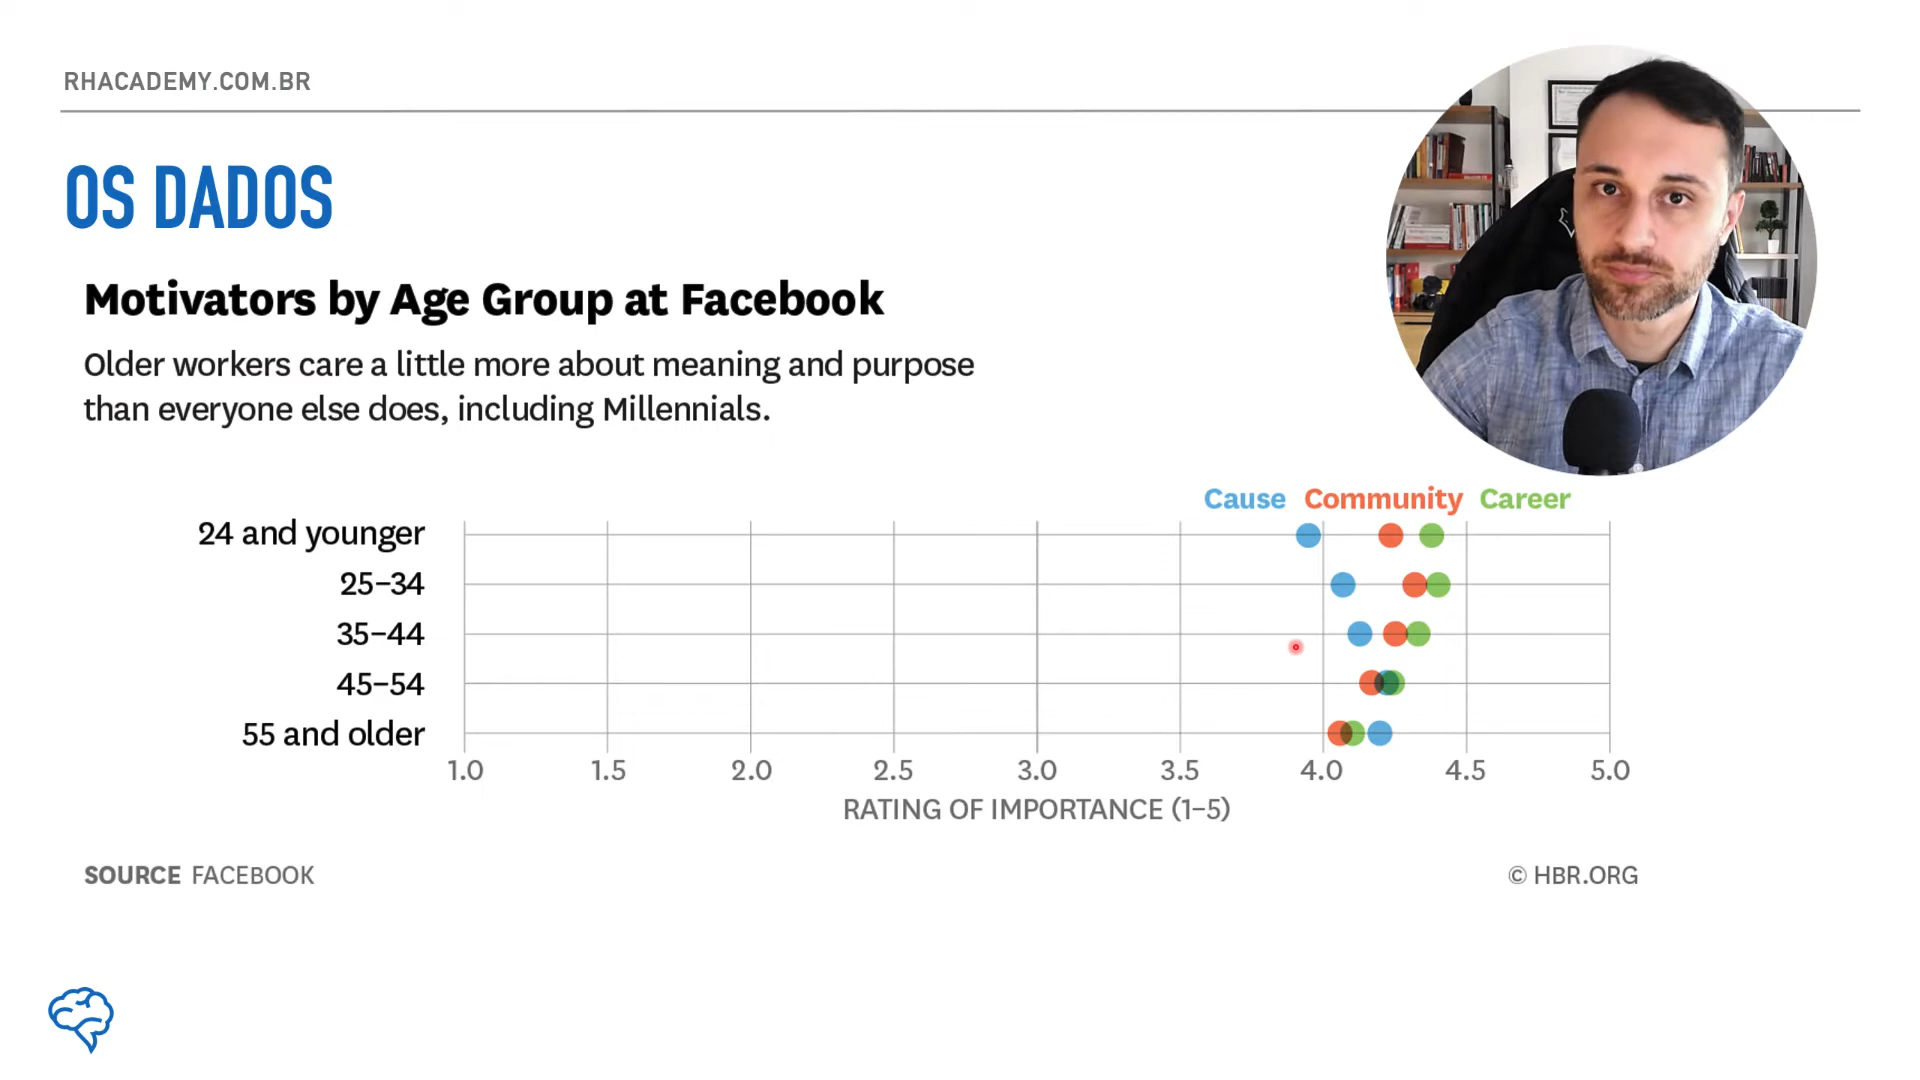 RHACADEMY.COM.BR
OS DADOS
Motivators by Age Group at Facebook
Older workers care a little more about meaning and purpose
than everyone else does, including Millennials.
Cause Community Career
24 and younger
25–34
35–44
45–54
55 and older
1.0 1.5 2.0 2.5 3.0 3.5 4.0 4.5 5.0
RATING OF IMPORTANCE (1–5)
SOURCE FACEBOOK
© HBR.ORG